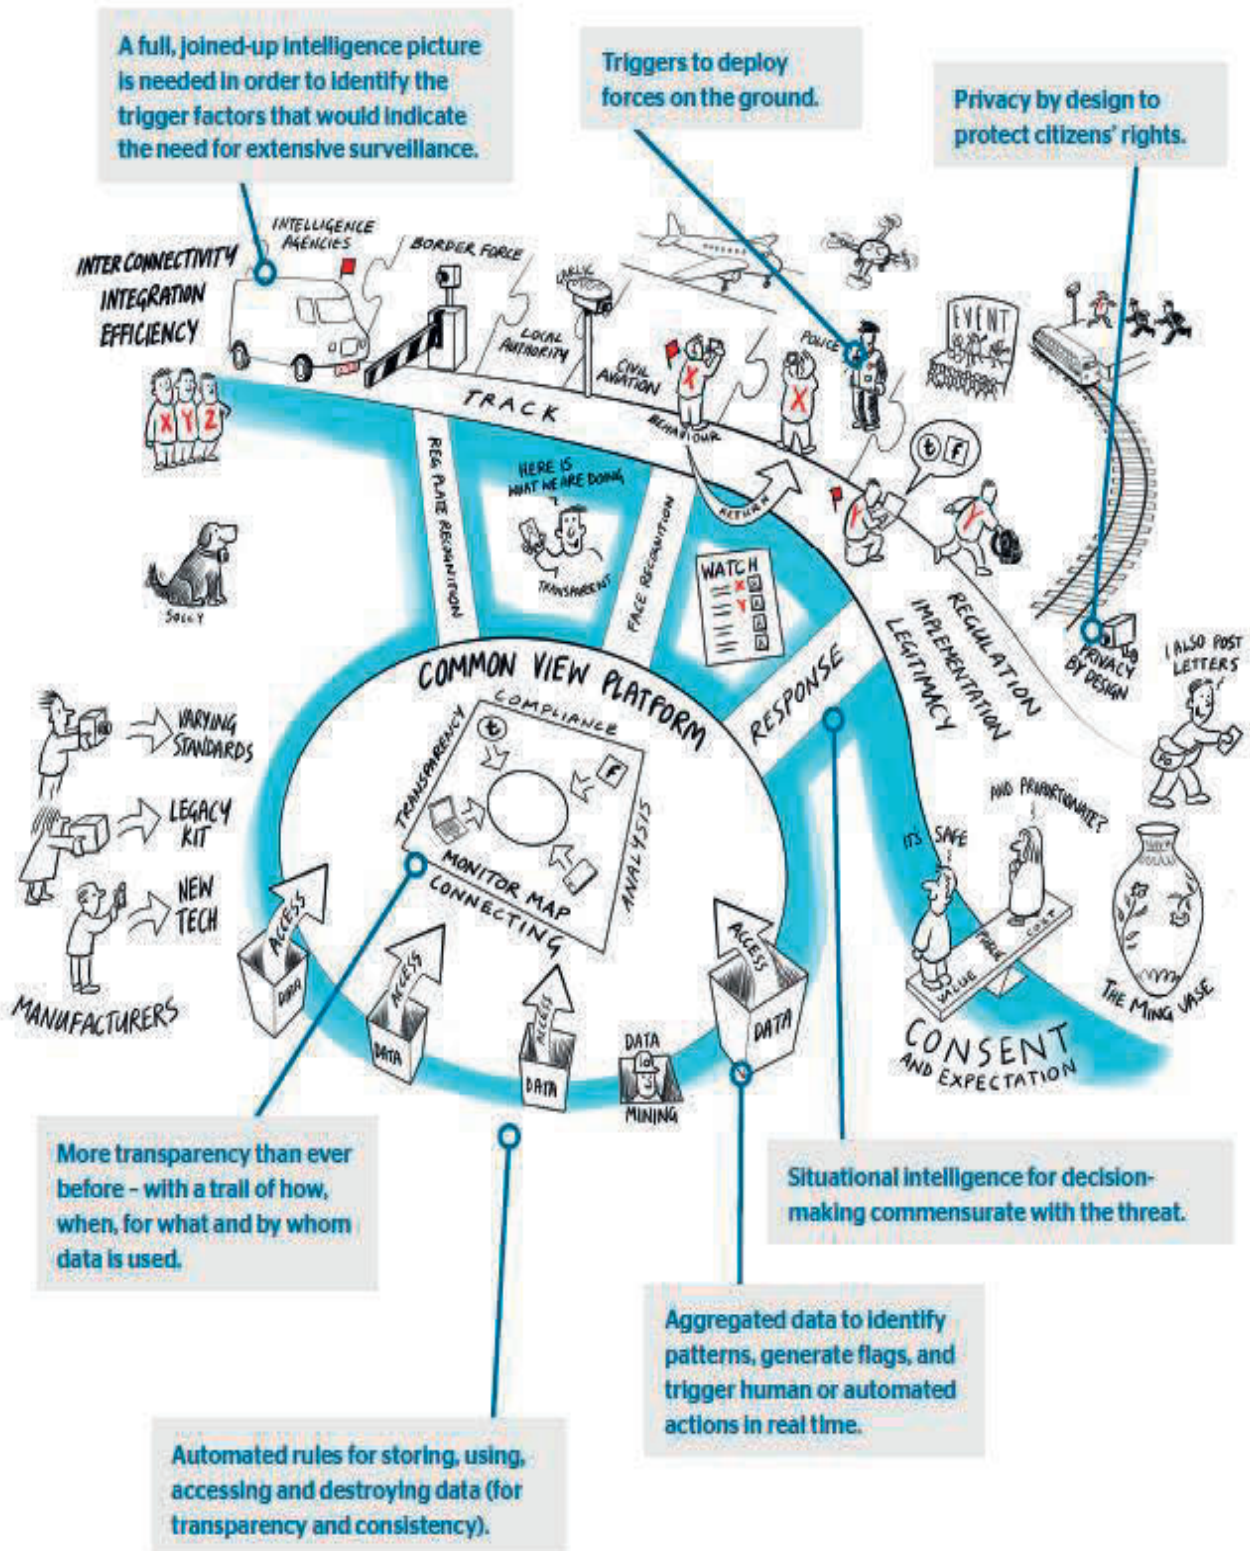 A full, joined-up intelligence picture
is needed in order to identify the
trigger factors that would indicate
the need for extensive surveillance.
Triggers to deploy
forces on the ground.
Privacy by design to
protect citizens' rights.
INTERCONNECTIVITY
INTEGRATION
EFFICIENCY
INTELLIGENCE
AGENCIES
BORDER FORCE
LOCAL
AUTHORITY
GARLIC
CIVIL
AVIATION
POLICE
EVENT
X Y Z
X
X
Y
Y
Y
t f
TRACK
BEHAVIOUR
RETURN
REG PLATE RECOGNITION
HERE IS
WHAT WE ARE DOING
TRANSPARENT
FACE RECOGNITION
WATCH
X
Y
REGULATION
IMPLEMENTATION
LEGITIMACY
PRIVACY
BY DESIGN
I ALSO POST
LETTERS
COMMON VIEW PLATFORM
RESPONSE
TRANSPARENCY
COMPLIANCE
ANALYSIS
CONNECTING
MONITOR MAP
t
f
VARYING
STANDARDS
LEGACY
KIT
NEW
TECH
MANUFACTURERS
ACCESS
DATA
ACCESS
DATA
ACCESS
DATA
ACCESS
DATA
DATA
MINING
IT'S SAFE
AND PROPORTIONATE?
VALUE
COST
THE MING VASE
CONSENT
AND EXPECTATION
More transparency than ever
before – with a trail of how,
when, for what and by whom
data is used.
Situational intelligence for decision-
making commensurate with the threat.
Aggregated data to identify
patterns, generate flags, and
trigger human or automated
actions in real time.
Automated rules for storing, using,
accessing and destroying data (for
transparency and consistency).